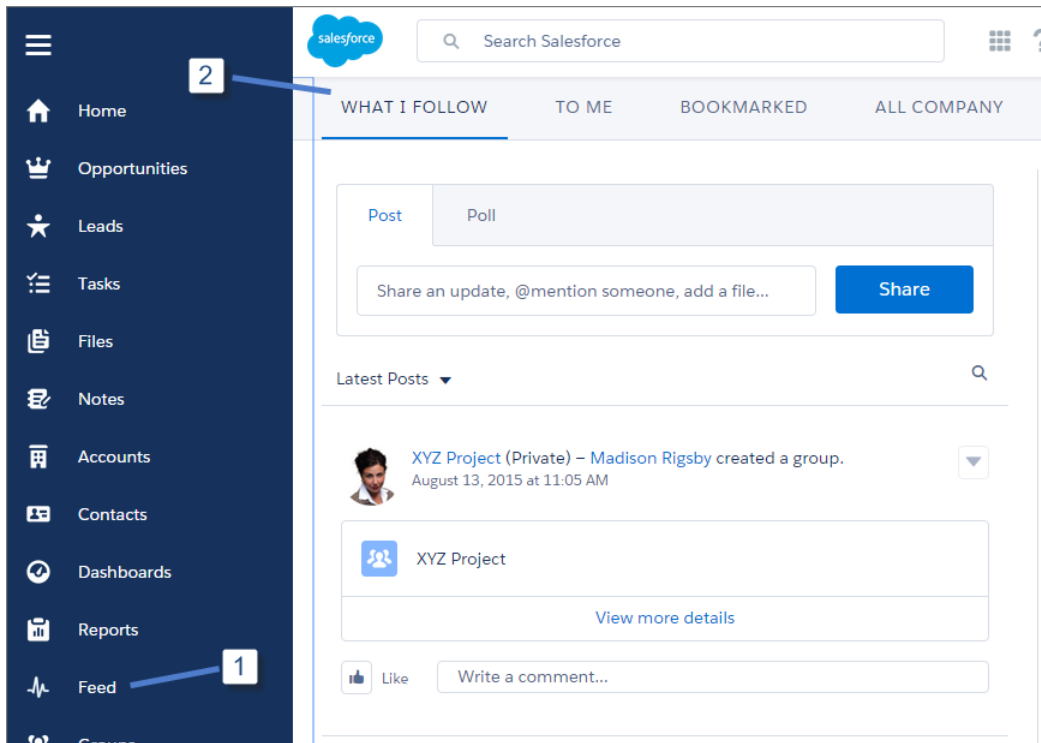 salesforce
Search Salesforce
?
2
WHAT I FOLLOW TO ME BOOKMARKED ALL COMPANY
Home
Opportunities
Leads
Tasks
Files
Notes
Accounts
Contacts
Dashboards
Reports
Feed
1
Post Poll
Share an update, @mention someone, add a file... Share
Latest Posts
XYZ Project (Private) – Madison Rigsby created a group.
August 13, 2015 at 11:05 AM
XYZ Project
View more details
Like Write a comment...